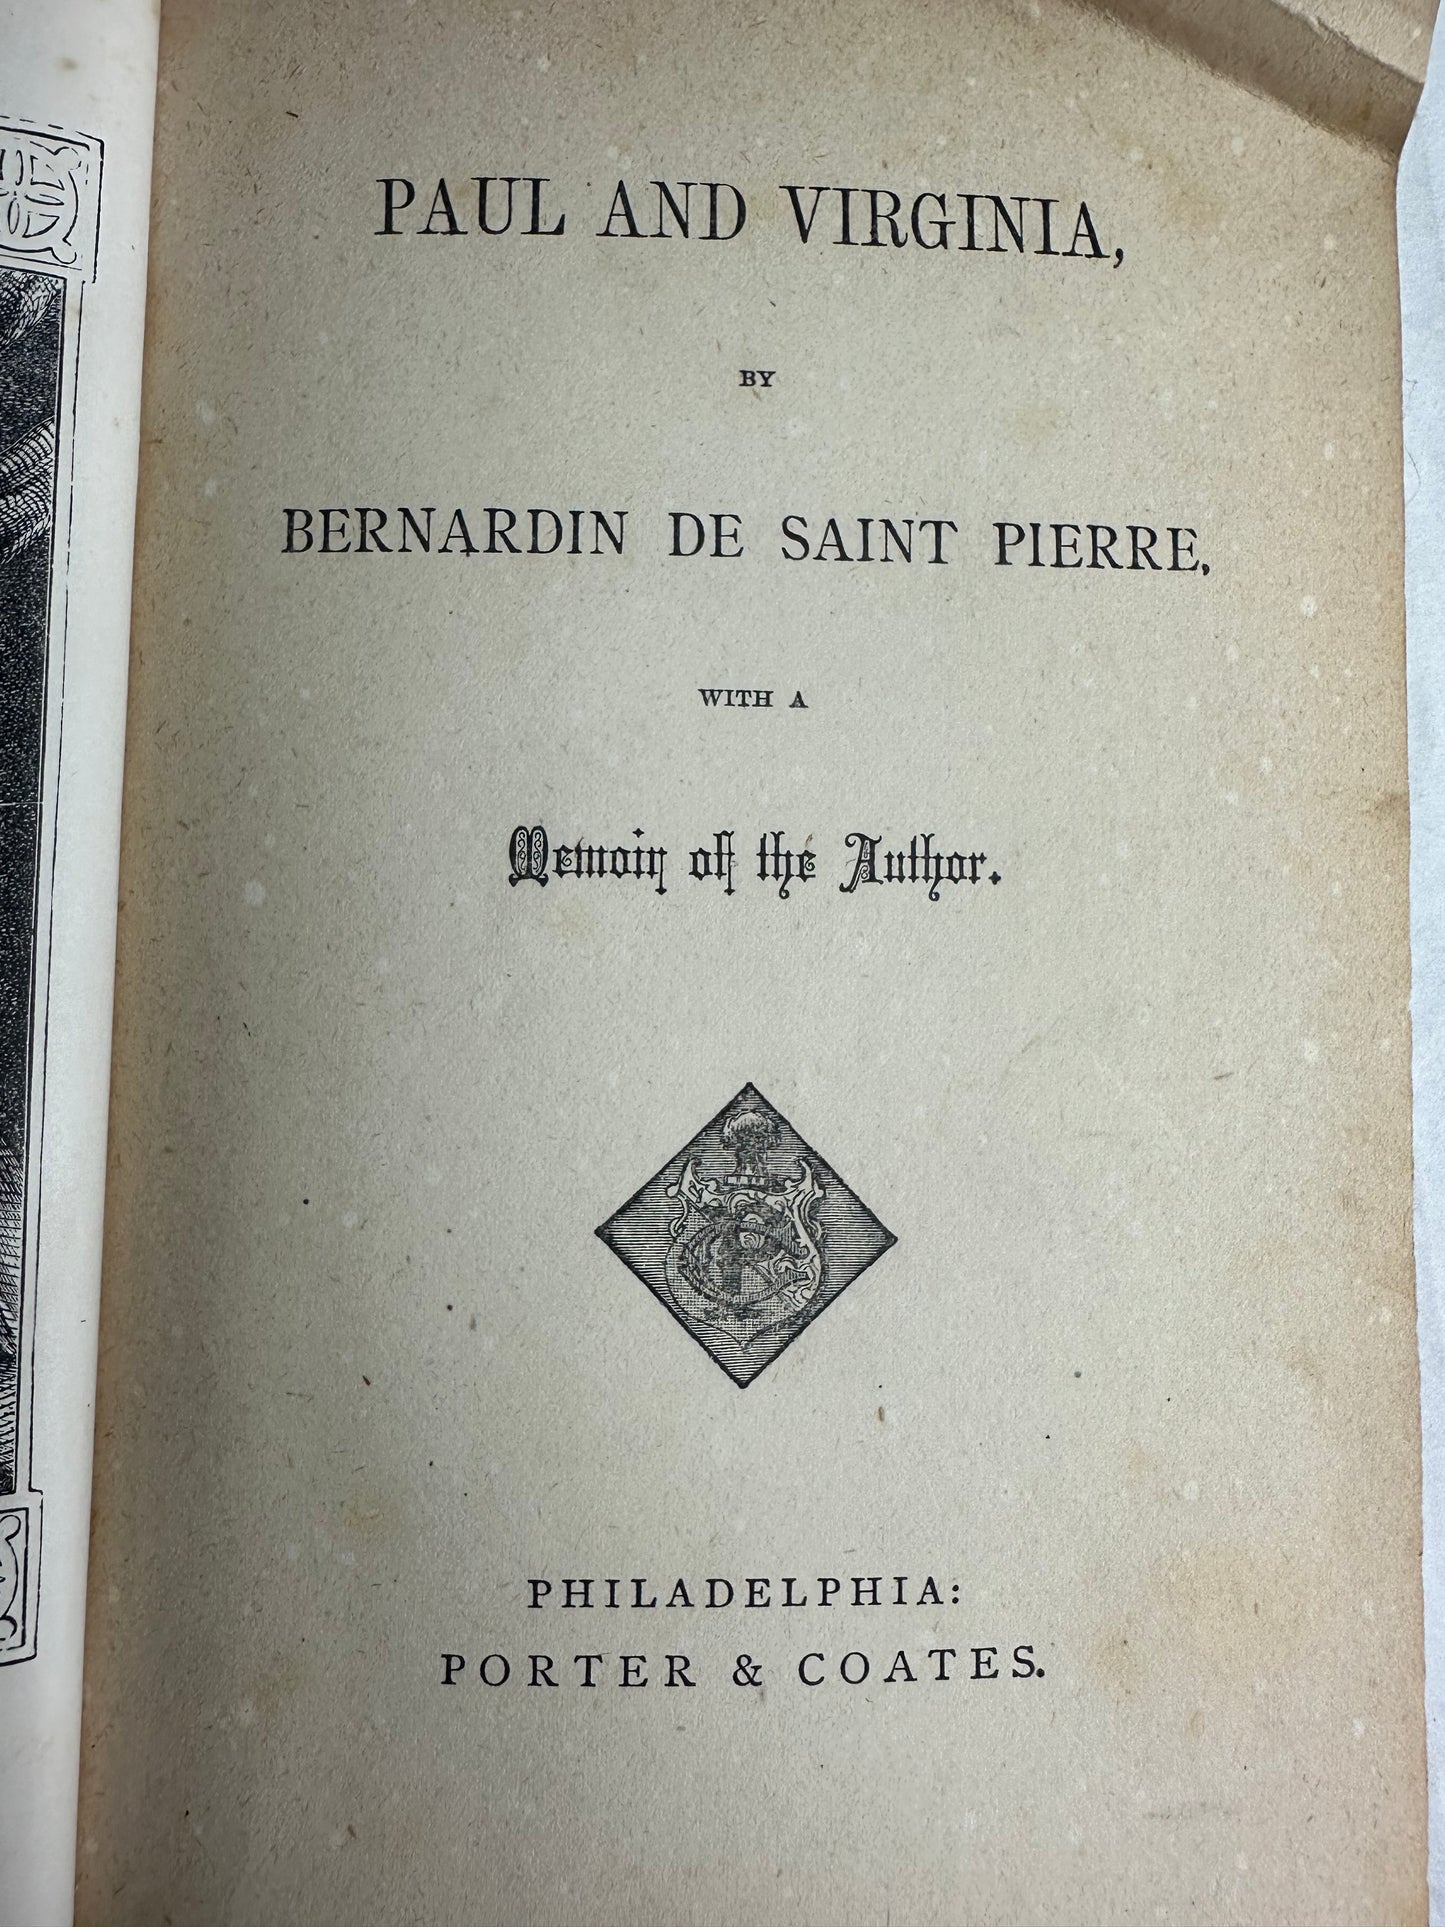 PAUL AND VIRGINIA,
BY
BERNARDIN DE SAINT PIERRE,
WITH A
Memoir of the Author.
PHILADELPHIA:
PORTER & COATES.